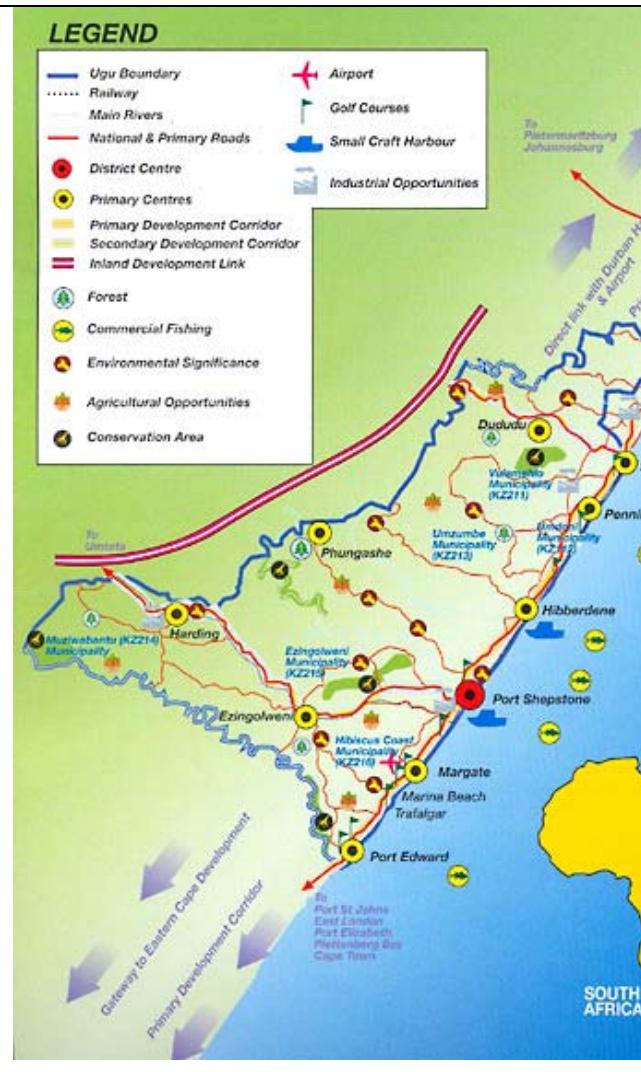 LEGEND
Ugu Boundary
Railway
Main Rivers
National & Primary Roads
District Centre
Primary Centres
Primary Development Corridor
Secondary Development Corridor
Inland Development Link
Forest
Commercial Fishing
Environmental Significance
Agricultural Opportunities
Conservation Area
Airport
Golf Courses
Small Craft Harbour
Industrial Opportunities
To
Pietermaritzburg
Johannesburg
Direct link with Durban
& Airport
Dududu
Vulamehlo
Municipality
(KZ211)
Umdoni
Municipality
(KZ212)
Umzumbe
Municipality
(KZ213)
To
Umtata
Phungashe
Hibberdene
Harding
Muziwabantu (KZ214)
Municipality
Ezingolweni
Municipality
(KZ215)
Port Shepstone
Ezingolweni
Hibiscus Coast
Municipality
(KZ216)
Margate
Marina Beach
Trafalgar
Port Edward
To
Port St Johns
East London
Port Elizabeth
Plettenberg Bay
Cape Town
Gateway to Eastern Cape Development
Primary Development Corridor
SOUTH
AFRICA